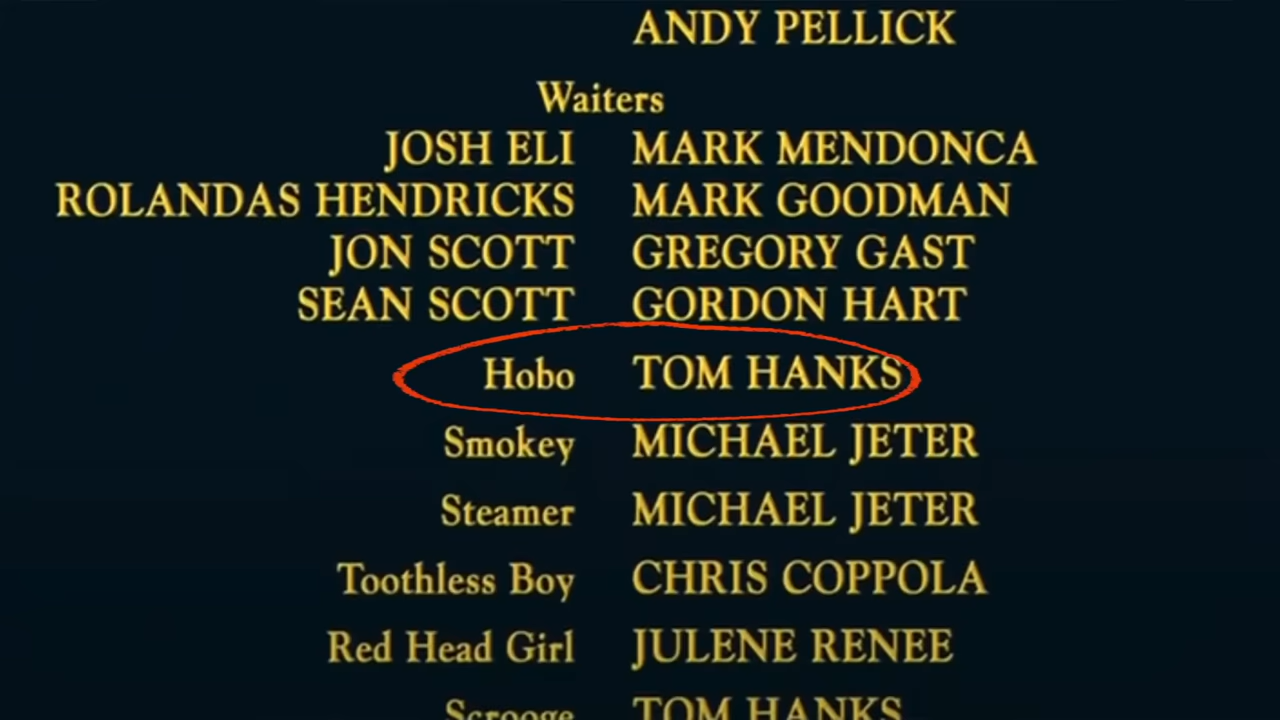 ANDY PELLICK
Waiters
JOSH ELI MARK MENDONCA
ROLANDAS HENDRICKS MARK GOODMAN
JON SCOTT GREGORY GAST
SEAN SCOTT GORDON HART
Hobo TOM HANKS
Smokey MICHAEL JETER
Steamer MICHAEL JETER
Toothless Boy CHRIS COPPOLA
Red Head Girl JULENE RENEE
Scrooge TOM HANKS